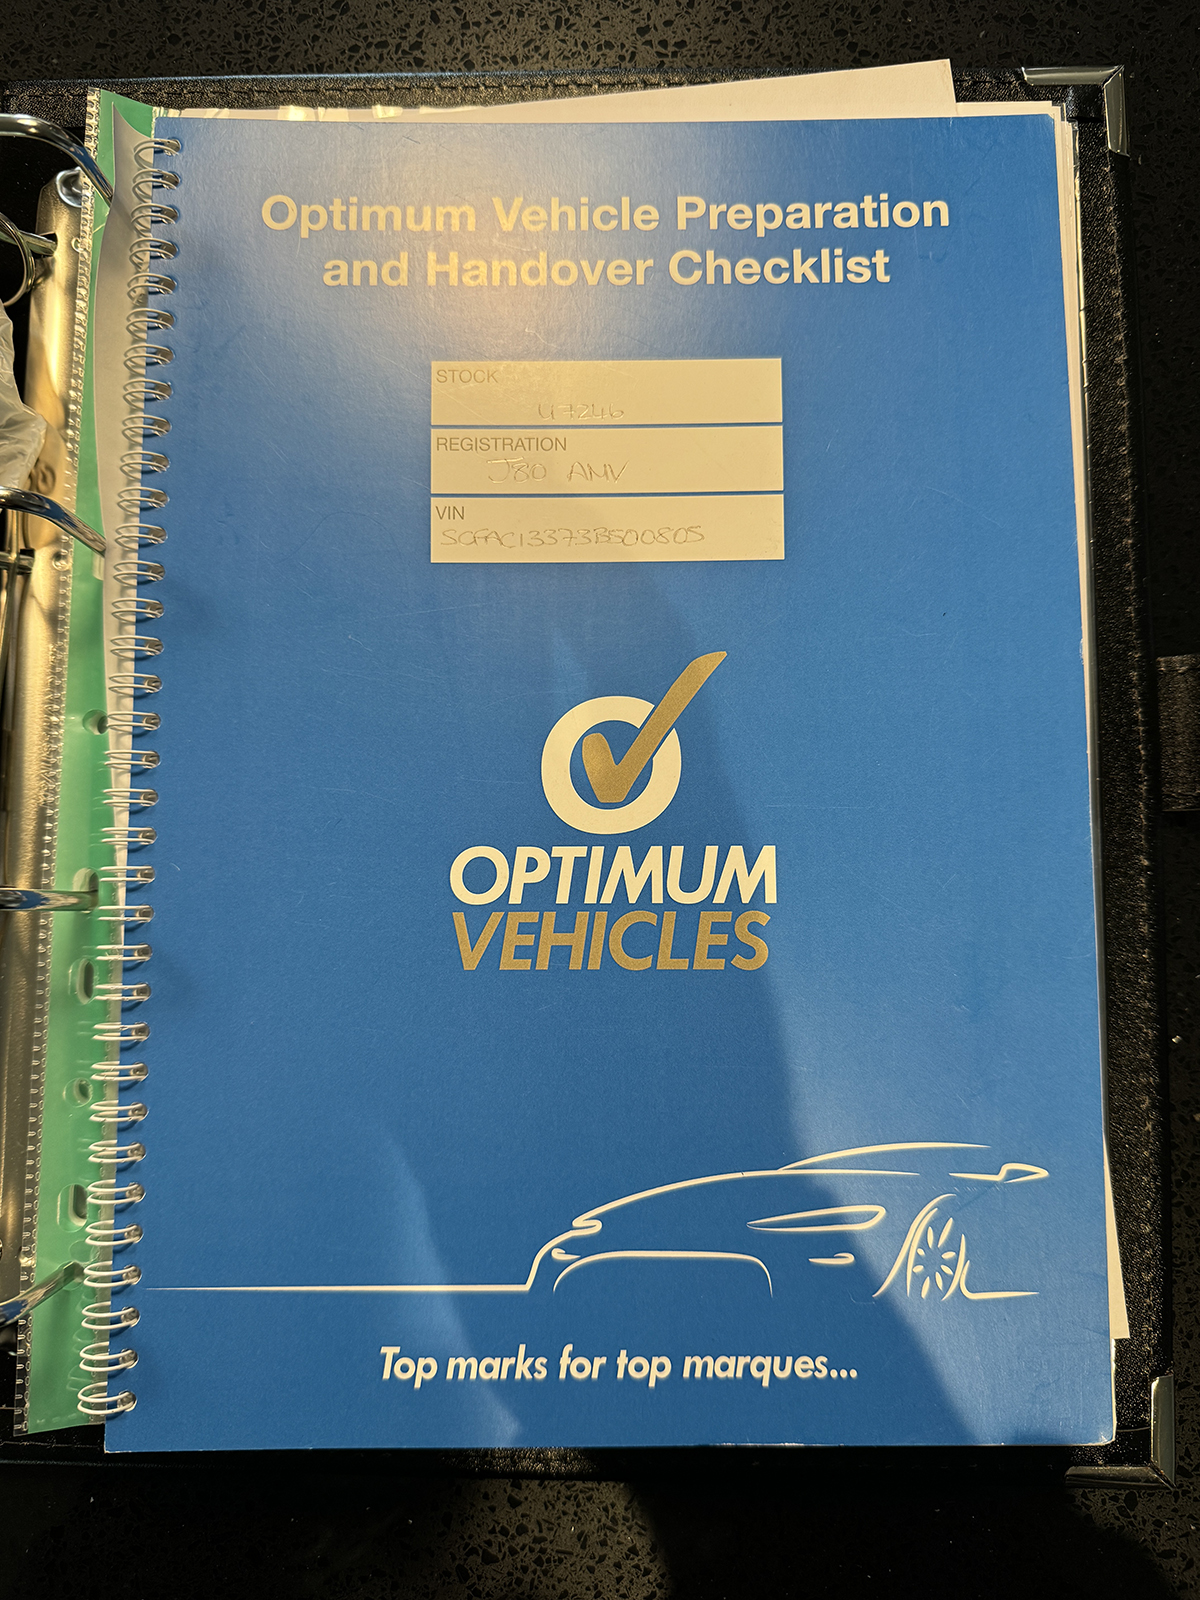 Optimum Vehicle Preparation
and Handover Checklist
STOCK
U7246
REGISTRATION
J80 AMV
VIN
SCFAC13373B500805
OPTIMUM
VEHICLES
Top marks for top marques...